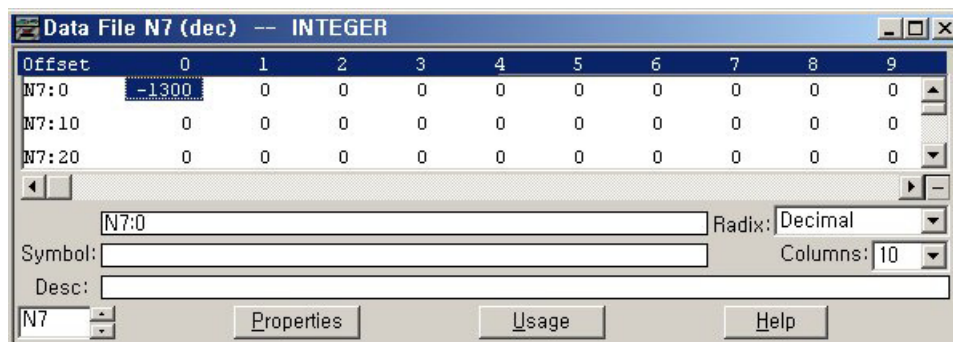 Data File N7 (dec) -- INTEGER
Offset 0 1 2 3 4 5 6 7 8 9
N7:0 -1300 0 0 0 0 0 0 0 0 0
N7:10 0 0 0 0 0 0 0 0 0 0
N7:20 0 0 0 0 0 0 0 0 0 0
N7:0 Radix: Decimal
Symbol: Columns: 10
Desc:
N7 Properties Usage Help